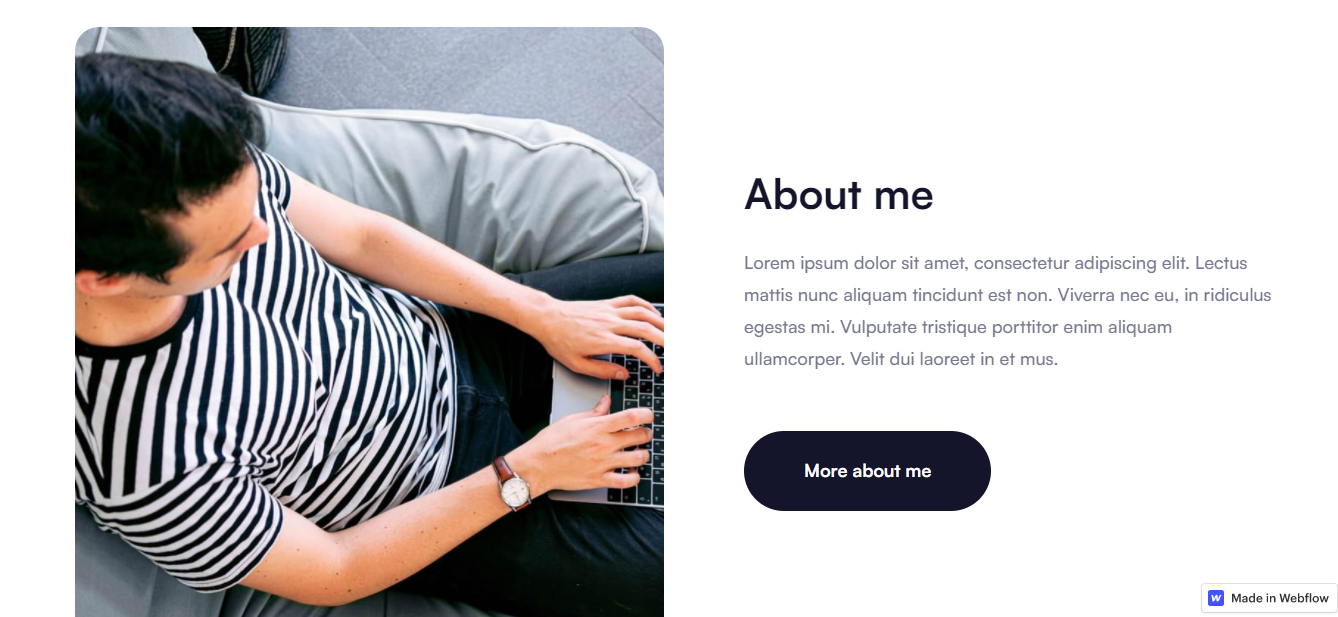 About me
Lorem ipsum dolor sit amet, consectetur adipiscing elit. Lectus
mattis nunc aliquam tincidunt est non. Viverra nec eu, in ridiculus
egestas mi. Vulputate tristique porttitor enim aliquam
ullamcorper. Velit dui laoreet in et mus.
More about me
Made in Webflow